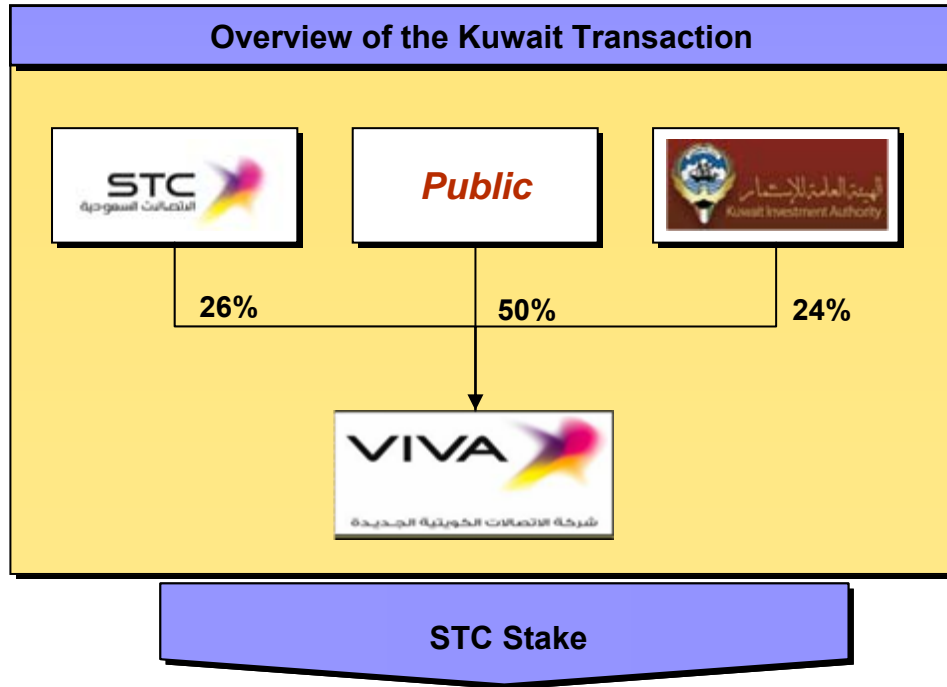 Overview of the Kuwait Transaction
STC
الاتصالات السعودية
Public
الهيئة العامة للإستثمار
Kuwait Investment Authority
26%
50%
24%
VIVA
شركة الاتصالات الكويتية الجديدة
STC Stake